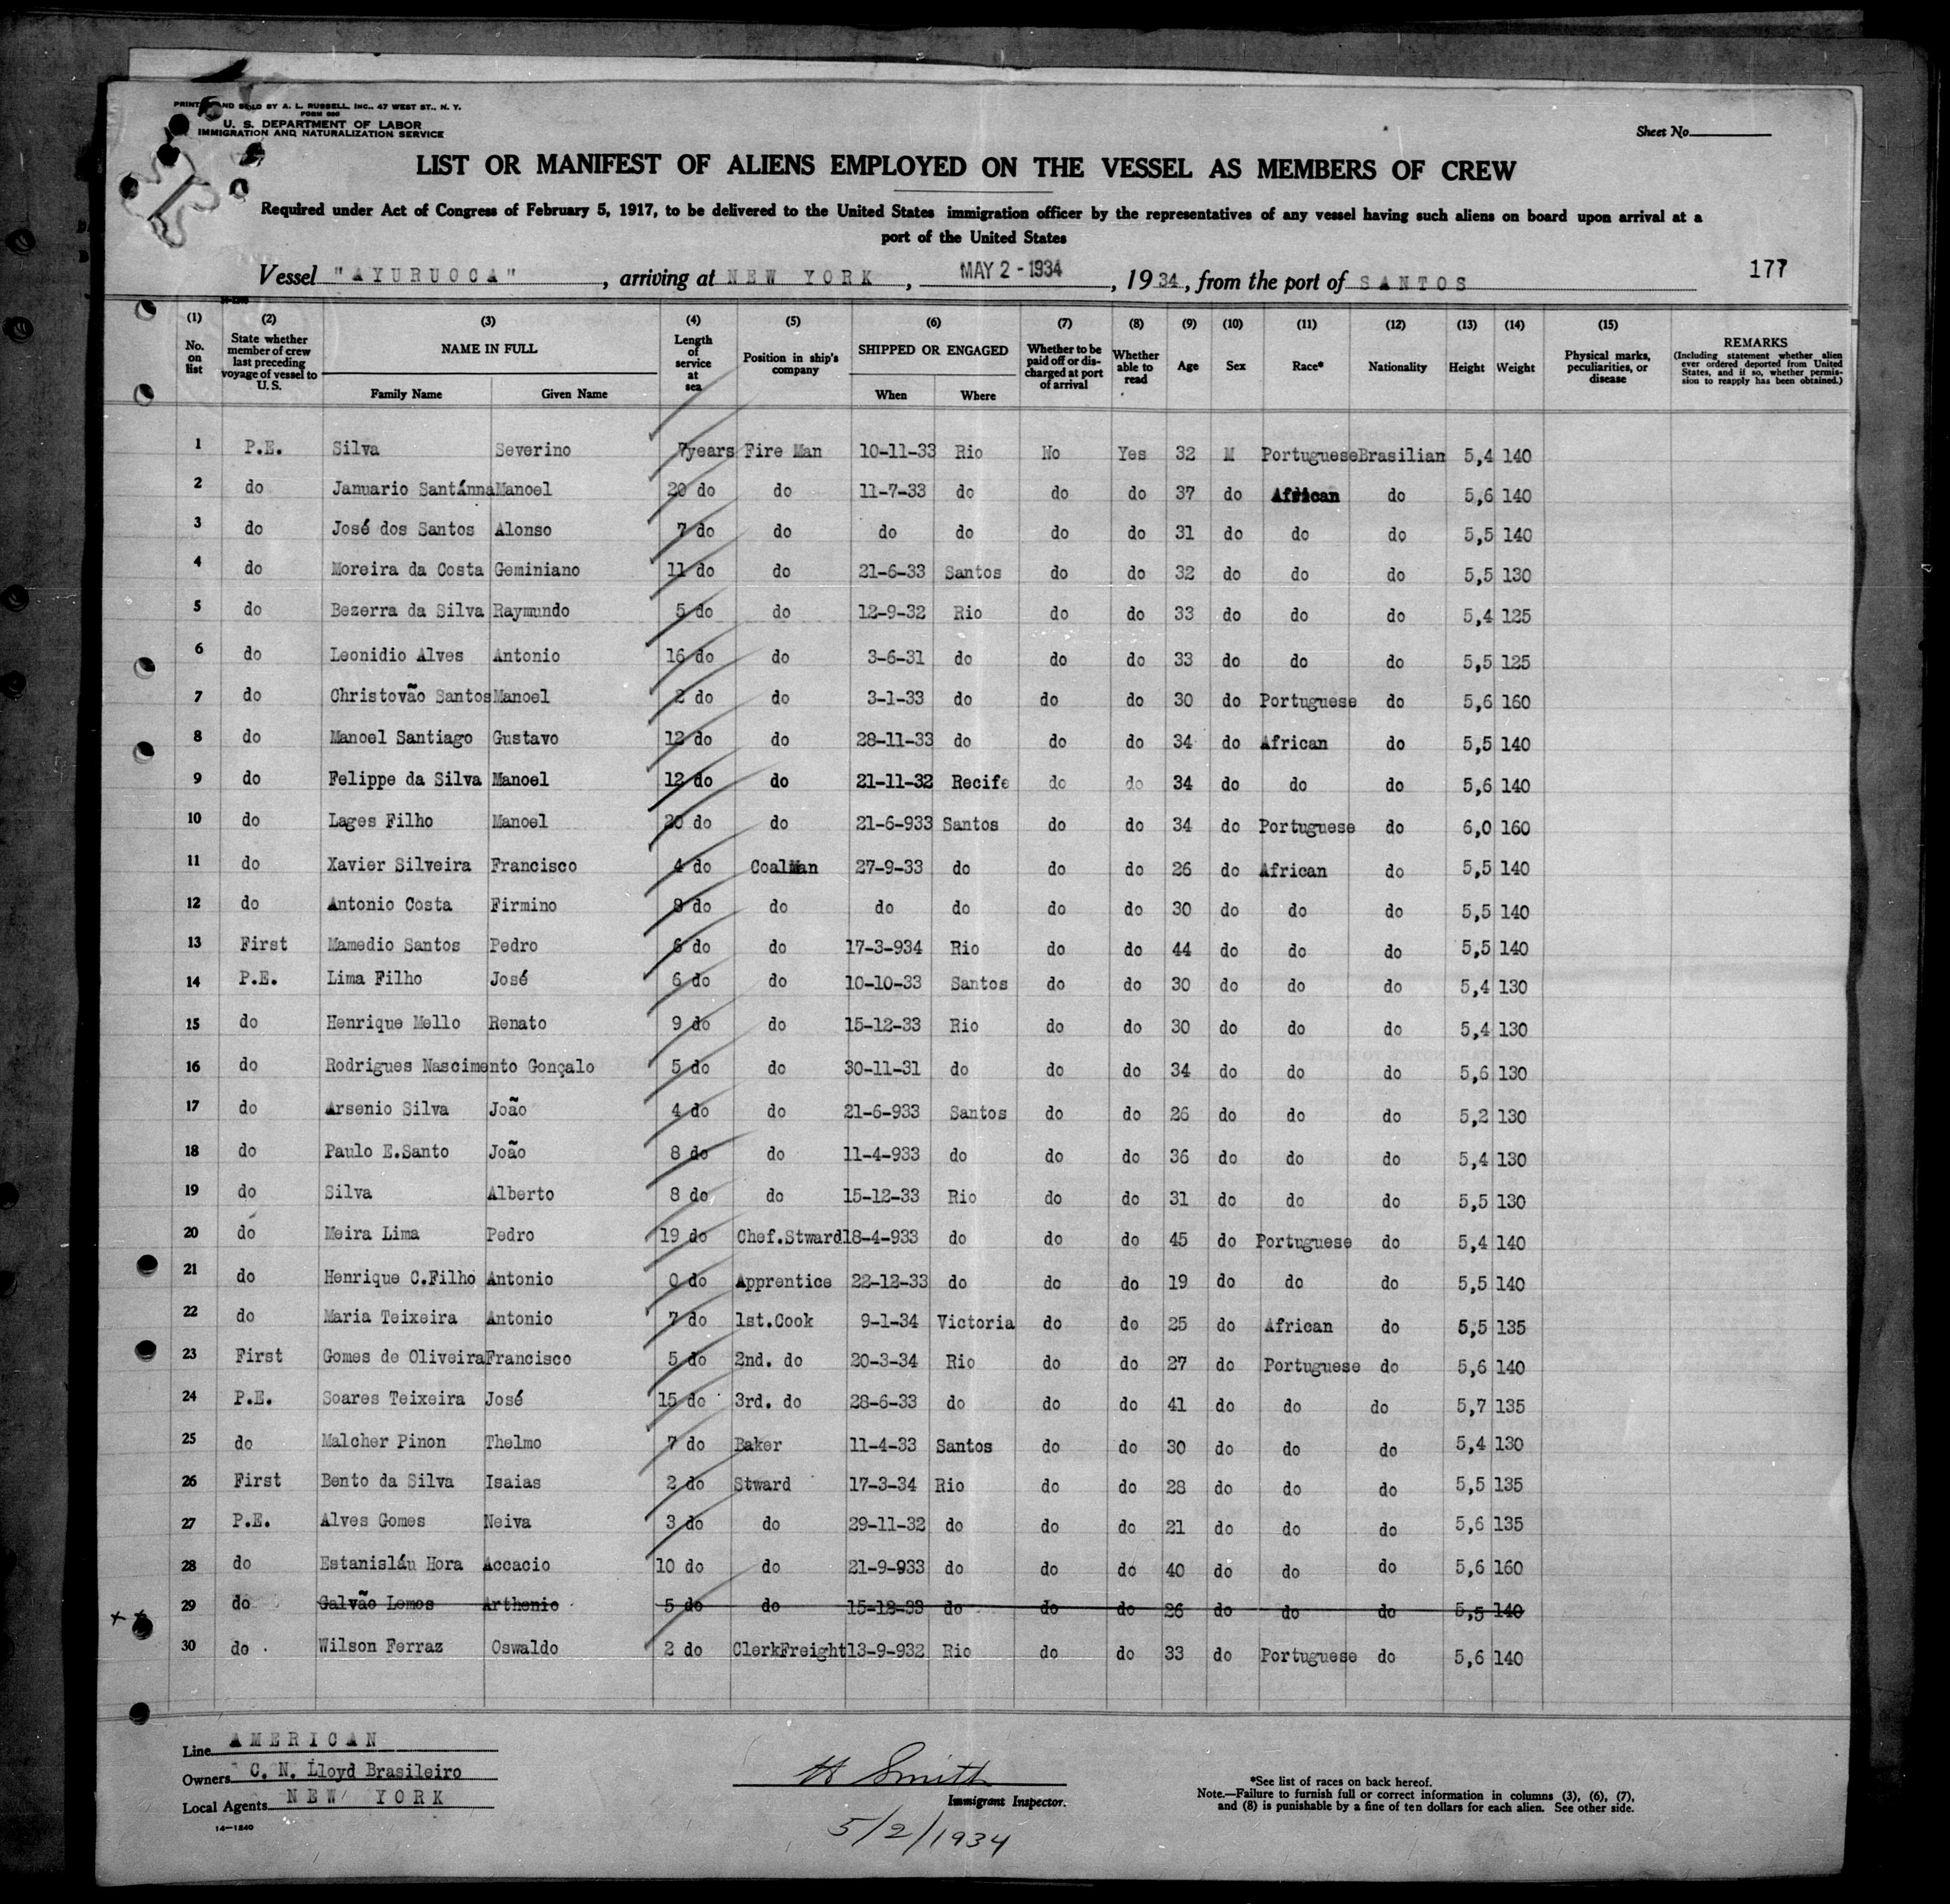 PRINTED AND SOLD BY A. L. RUSSELL, INC., 47 WEST ST., N. Y.
FORM 680
U. S. DEPARTMENT OF LABOR
IMMIGRATION AND NATURALIZATION SERVICE
Sheet No.
LIST OR MANIFEST OF ALIENS EMPLOYED ON THE VESSEL AS MEMBERS OF CREW
Required under Act of Congress of February 5, 1917, to be delivered to the United States immigration officer by the representatives of any vessel having such aliens on board upon arrival at a
port of the United States
Vessel "AYURUOCA", arriving at NEW YORK, MAY 2 - 1934, 1934, from the port of SANTOS 177
(1) No. on list (2) State whether member of crew last preceding voyage of vessel to U. S. (3) NAME IN FULL Family Name Given Name (4) Length of service at sea (5) Position in ship's company (6) SHIPPED OR ENGAGED When Where (7) Whether to be paid off or discharged at port of arrival (8) Whether able to read (9) Age (10) Sex (11) Race* (12) Nationality (13) Height (14) Weight (15) Physical marks, peculiarities, or disease REMARKS (Including statement whether alien ever ordered deported from United States, and if so, whether permission to reapply has been obtained.)
1 P.E. Silva Severino 7years Fire Man 10-11-33 Rio No Yes 32 M Portuguese Brasilian 5,4 140
2 do Januario Santánna Manoel 20 do do 11-7-33 do do do 37 do African do 5,6 140
3 do José dos Santos Alonso 7 do do do do do do 31 do do do 5,5 140
4 do Moreira da Costa Geminiano 11 do do 21-6-33 Santos do do 32 do do do 5,5 130
5 do Bezerra da Silva Raymundo 5 do do 12-9-32 Rio do do 33 do do do 5,4 125
6 do Leonidio Alves Antonio 16 do do 3-6-31 do do do 33 do do do 5,5 125
7 do Christovão Santos Manoel 2 do do 3-1-33 do do do 30 do Portuguese do 5,6 160
8 do Manoel Santiago Gustavo 12 do do 28-11-33 do do do 34 do African do 5,5 140
9 do Felippe da Silva Manoel 12 do do 21-11-32 Recife do do 34 do do do 5,6 140
10 do Lages Filho Manoel 20 do do 21-6-933 Santos do do 34 do Portuguese do 6,0 160
11 do Xavier Silveira Francisco 4 do CoalMan 27-9-33 do do do 26 do African do 5,5 140
12 do Antonio Costa Firmino 8 do do do do do do 30 do do do 5,5 140
13 First Mamedio Santos Pedro 6 do do 17-3-934 Rio do do 44 do do do 5,5 140
14 P.E. Lima Filho José 6 do do 10-10-33 Santos do do 30 do do do 5,4 130
15 do Henrique Mello Renato 9 do do 15-12-33 Rio do do 30 do do do 5,4 130
16 do Rodrigues Nascimento Gonçalo 5 do do 30-11-31 do do do 34 do do do 5,6 130
17 do Arsenio Silva João 4 do do 21-6-933 Santos do do 26 do do do 5,2 130
18 do Paulo E.Santo João 8 do do 11-4-933 do do do 36 do do do 5,4 130
19 do Silva Alberto 8 do do 15-12-33 Rio do do 31 do do do 5,5 130
20 do Meira Lima Pedro 19 do Chef.Stward 18-4-933 do do do 45 do Portuguese do 5,4 140
21 do Henrique C.Filho Antonio 0 do Apprentice 22-12-33 do do do 19 do do do 5,5 140
22 do Maria Teixeira Antonio 7 do 1st.Cook 9-1-34 Victoria do do 25 do African do 5,5 135
23 First Gomes de Oliveira Francisco 5 do 2nd. do 20-3-34 Rio do do 27 do Portuguese do 5,6 140
24 P.E. Soares Teixeira José 15 do 3rd. do 28-6-33 do do do 41 do do do 5,7 135
25 do Malcher Pinon Thelmo 7 do Baker 11-4-33 Santos do do 30 do do do 5,4 130
26 First Bento da Silva Isaias 2 do Stward 17-3-34 Rio do do 28 do do do 5,5 135
27 P.E. Alves Gomes Neiva 3 do do 29-11-32 do do do 21 do do do 5,6 135
28 do Estanisláu Hora Accacio 10 do do 21-9-933 do do do 40 do do do 5,6 160
29 do Galvão Lemos Arthenio 5 do do 15-12-33 do do do 26 do do do 5,5 140
30 do Wilson Ferraz Oswaldo 2 do ClerkFreight 13-9-932 Rio do do 33 do Portuguese do 5,6 140
Line AMERICAN
Owners C. N. Lloyd Brasileiro
Local Agents NEW YORK
14-1240
H Smith
Immigrant Inspector.
5/2/1934
*See list of races on back hereof.
Note.—Failure to furnish full or correct information in columns (3), (6), (7),
and (8) is punishable by a fine of ten dollars for each alien. See other side.